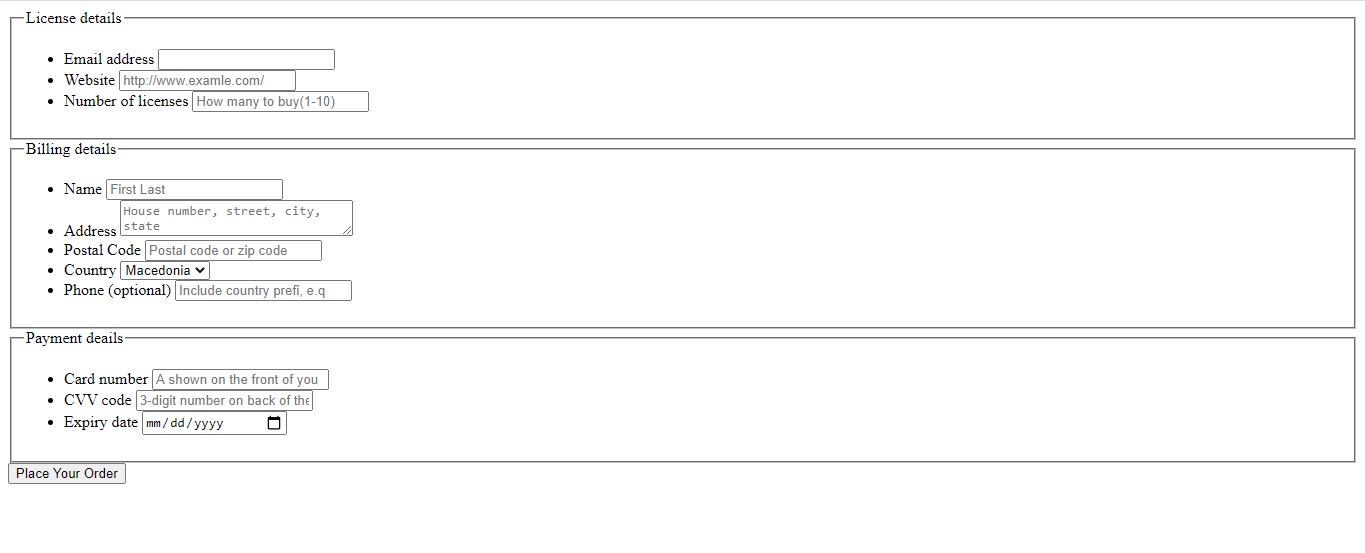 License details
Email address
Website http://www.examle.com/
Number of licenses How many to buy(1-10)
Billing details
Name First Last
House number, street, city,
Address state
Postal Code Postal code or zip code
Country Macedonia
Phone (optional) Include country prefi, e.q
Payment deails
Card number A shown on the front of you
CVV code 3-digit number on back of the
Expiry date mm/dd/yyyy
Place Your Order